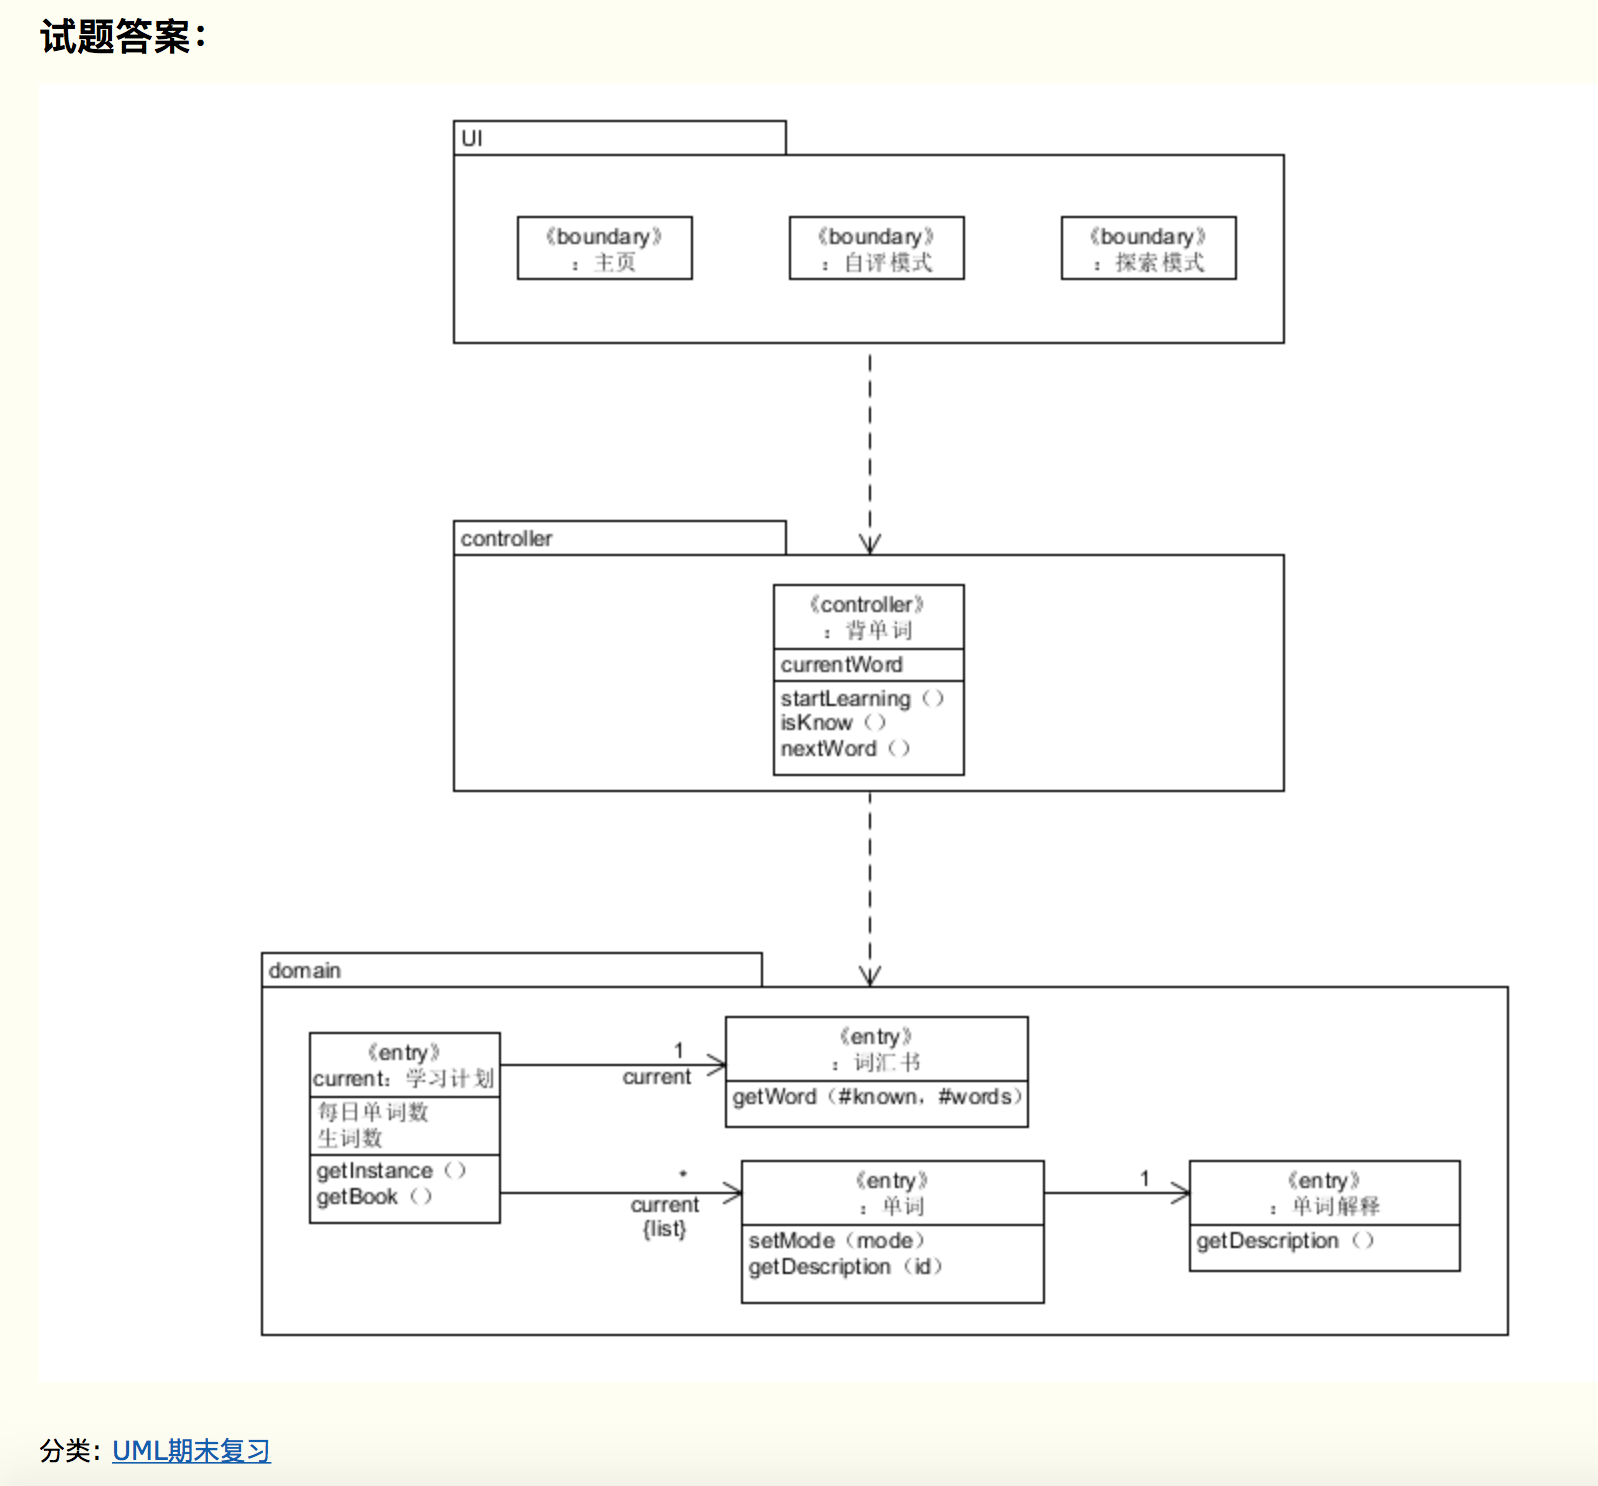 试题答案：
UI
《boundary》
：主页
《boundary》
：自评模式
《boundary》
：探索模式
controller
《controller》
：背单词
currentWord
startLearning（）
isKnow（）
nextWord（）
domain
《entry》
current：学习计划
每日单词数
生词数
getInstance（）
getBook（）
1
current
《entry》
：词汇书
getWord（#known，#words）
*
current
{list}
《entry》
：单词
setMode（mode）
getDescription（id）
1
《entry》
：单词解释
getDescription（）
分类: UML期末复习